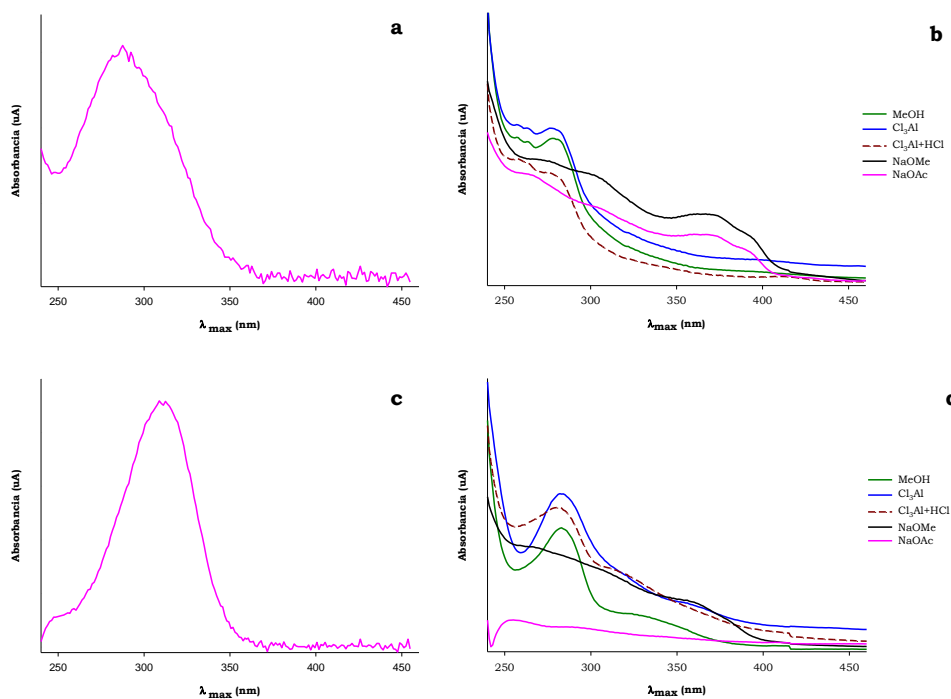 a
Absorbancia (uA)
250 300 350 400 450
λ max (nm)
b
Absorbancia (uA)
MeOH
Cl3Al
Cl3Al+HCl
NaOMe
NaOAc
250 300 350 400 450
λmax (nm)
c
Absorbancia (uA)
250 300 350 400 450
λ max (nm)
d
Absorbancia (uA)
MeOH
Cl3Al
Cl3Al+HCl
NaOMe
NaOAc
250 300 350 400 450
λmax (nm)